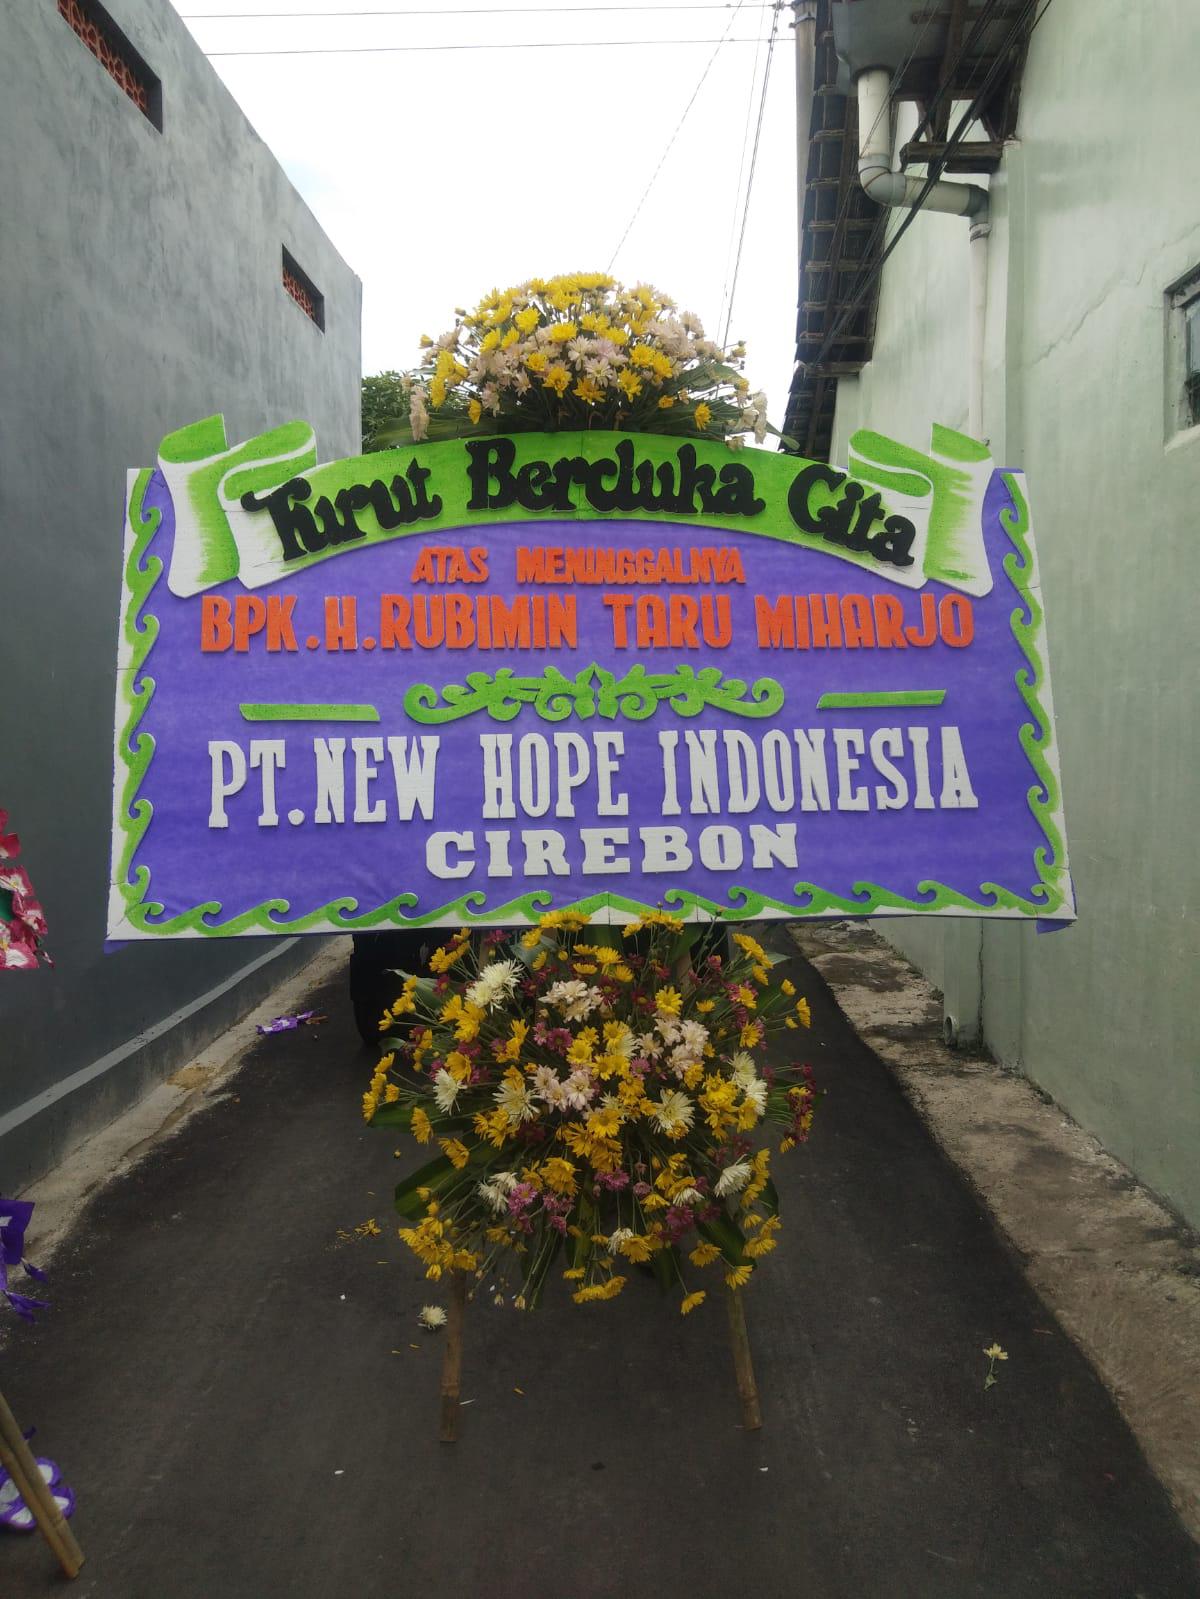 Turut Berduka Cita
ATAS MENINGGALNYA
BPK.H.RUBIMIN TARU MIHARJO
PT.NEW HOPE INDONESIA
CIREBON